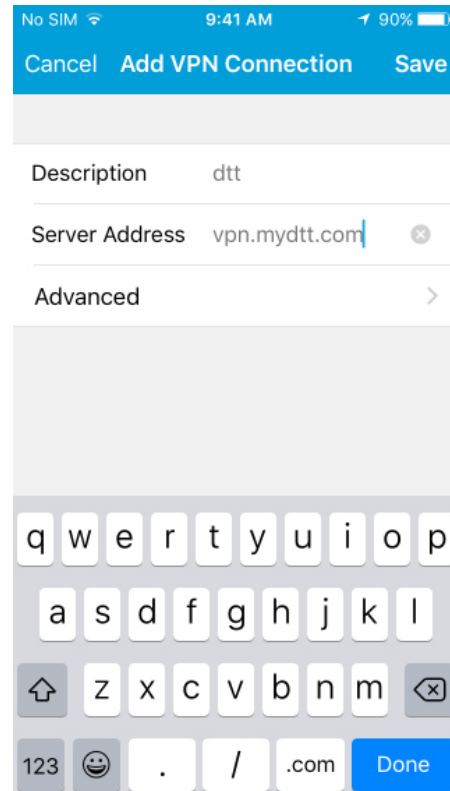 No SIM 9:41 AM 90%
Cancel Add VPN Connection Save
Description dtt
Server Address vpn.mydtt.com
Advanced
q w e r t y u i o p
a s d f g h j k l
z x c v b n m
123 . / .com Done